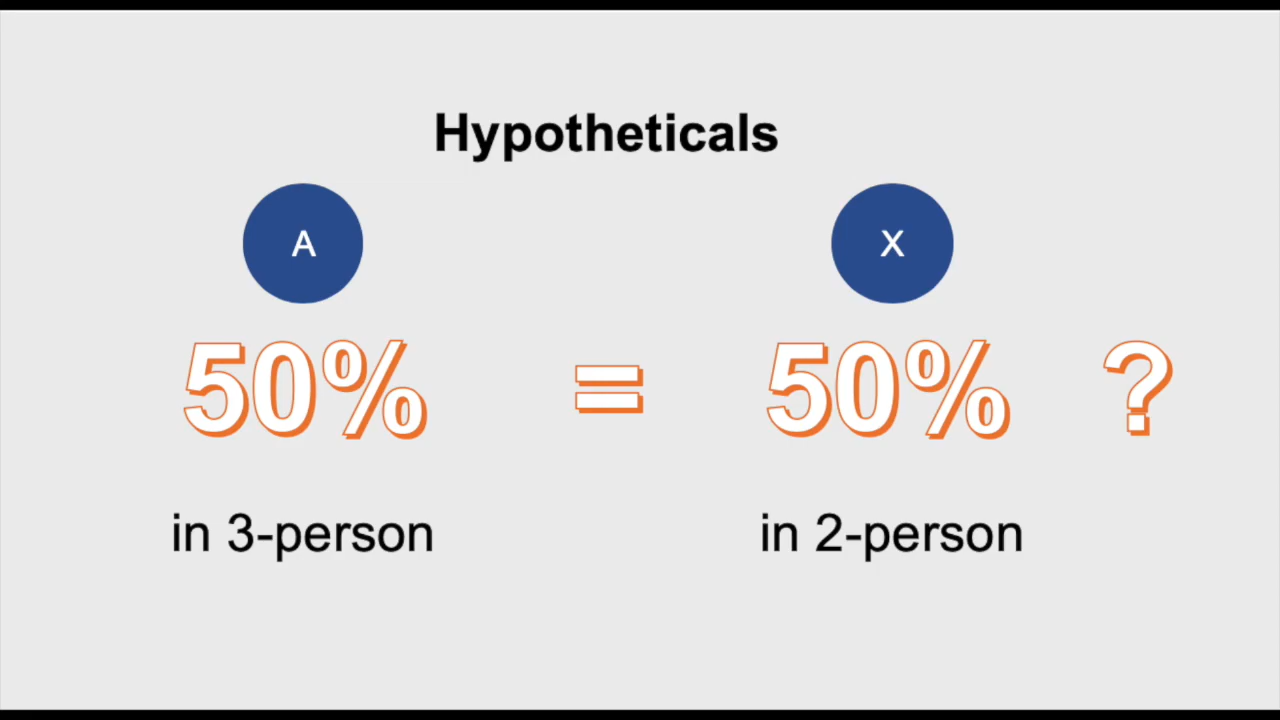 Hypotheticals
A
X
50% = 50% ?
in 3-person
in 2-person